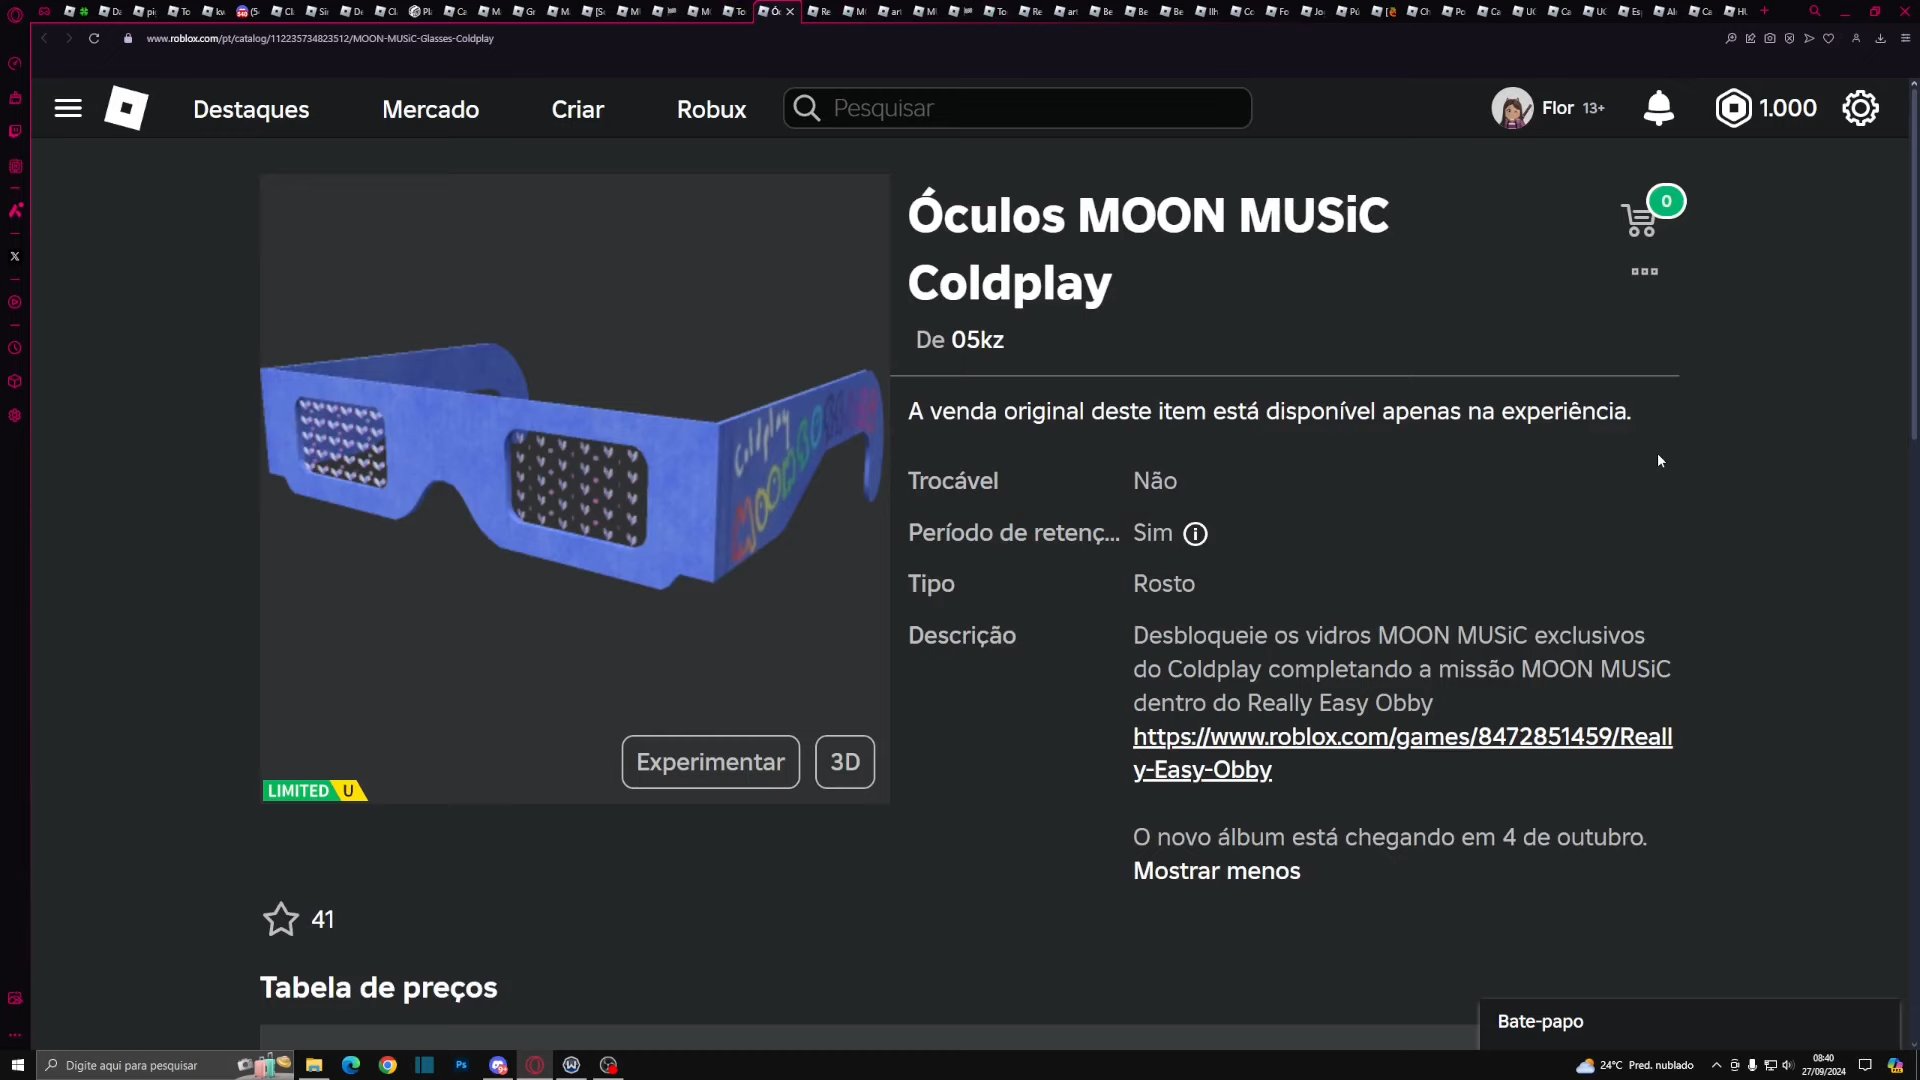 www.roblox.com/pt/catalog/112235734823512/MOON-MUSiC-Glasses-Coldplay
Destaques
Mercado
Criar
Robux
Pesquisar
Flor 13+
1.000
Óculos MOON MUSiC
Coldplay
0
De 05kz
A venda original deste item está disponível apenas na experiência.
Trocável
Não
Período de retenç...
Sim
Tipo
Rosto
Descrição
Desbloqueie os vidros MOON MUSiC exclusivos
do Coldplay completando a missão MOON MUSiC
dentro do Really Easy Obby
https://www.roblox.com/games/8472851459/Reall
y-Easy-Obby
O novo álbum está chegando em 4 de outubro.
Mostrar menos
Coldplay
MOON
Experimentar
3D
LIMITED U
41
Tabela de preços
Bate-papo
Digite aqui para pesquisar
24°C Pred. nublado
08:40
27/09/2024